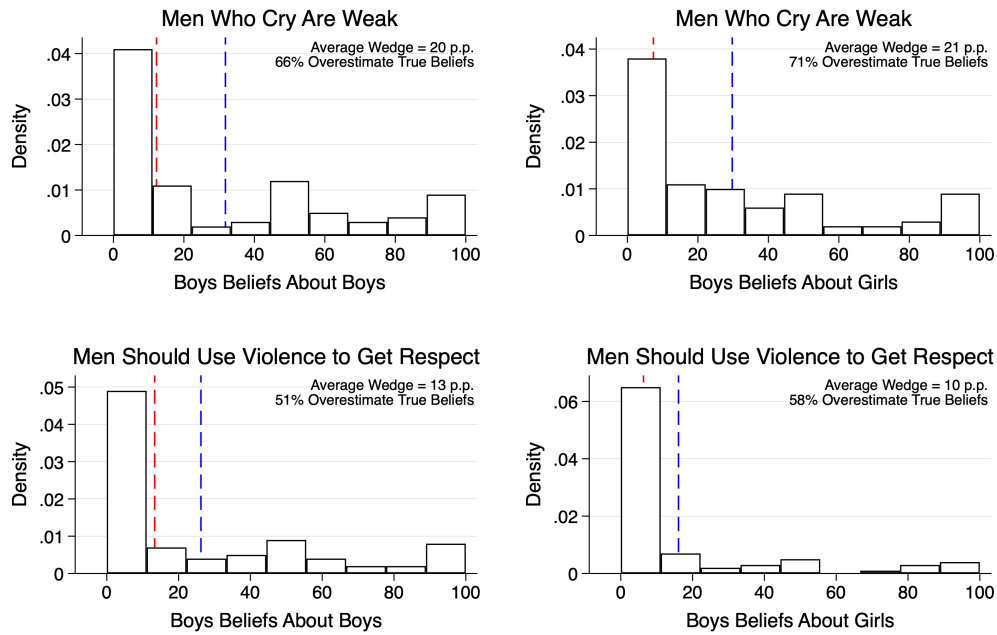 Men Who Cry Are Weak
Average Wedge = 20 p.p.
66% Overestimate True Beliefs
Density
.04
.03
.02
.01
0
0 20 40 60 80 100
Boys Beliefs About Boys
Men Who Cry Are Weak
Average Wedge = 21 p.p.
71% Overestimate True Beliefs
Density
.04
.03
.02
.01
0
0 20 40 60 80 100
Boys Beliefs About Girls
Men Should Use Violence to Get Respect
Average Wedge = 13 p.p.
51% Overestimate True Beliefs
Density
.05
.04
.03
.02
.01
0
0 20 40 60 80 100
Boys Beliefs About Boys
Men Should Use Violence to Get Respect
Average Wedge = 10 p.p.
58% Overestimate True Beliefs
Density
.06
.04
.02
0
0 20 40 60 80 100
Boys Beliefs About Girls